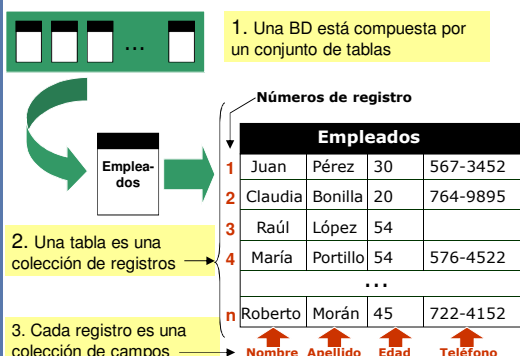 ...
1. Una BD está compuesta por
un conjunto de tablas
Números de registro
Emplea-
dos
Empleados
1 Juan Pérez 30 567-3452
2 Claudia Bonilla 20 764-9895
3 Raúl López 54
4 María Portillo 54 576-4522
...
n Roberto Morán 45 722-4152
2. Una tabla es una
colección de registros
3. Cada registro es una
colección de campos
Nombre Apellido Edad Teléfono